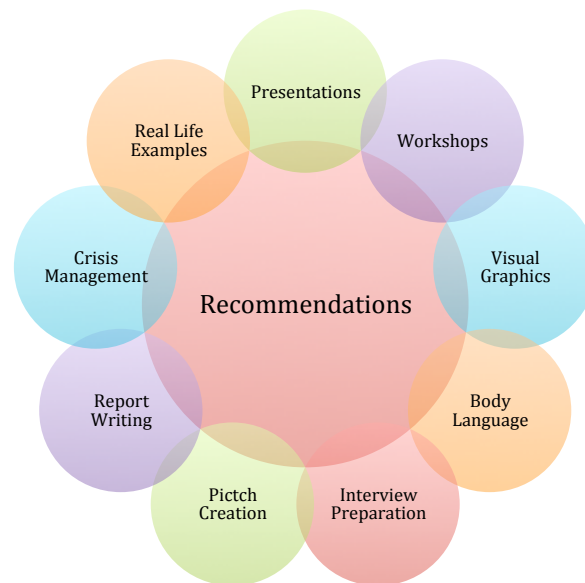 Presentations
Workshops
Visual
Graphics
Body
Language
Interview
Preparation
Pictch
Creation
Report
Writing
Crisis
Management
Real Life
Examples
Recommendations